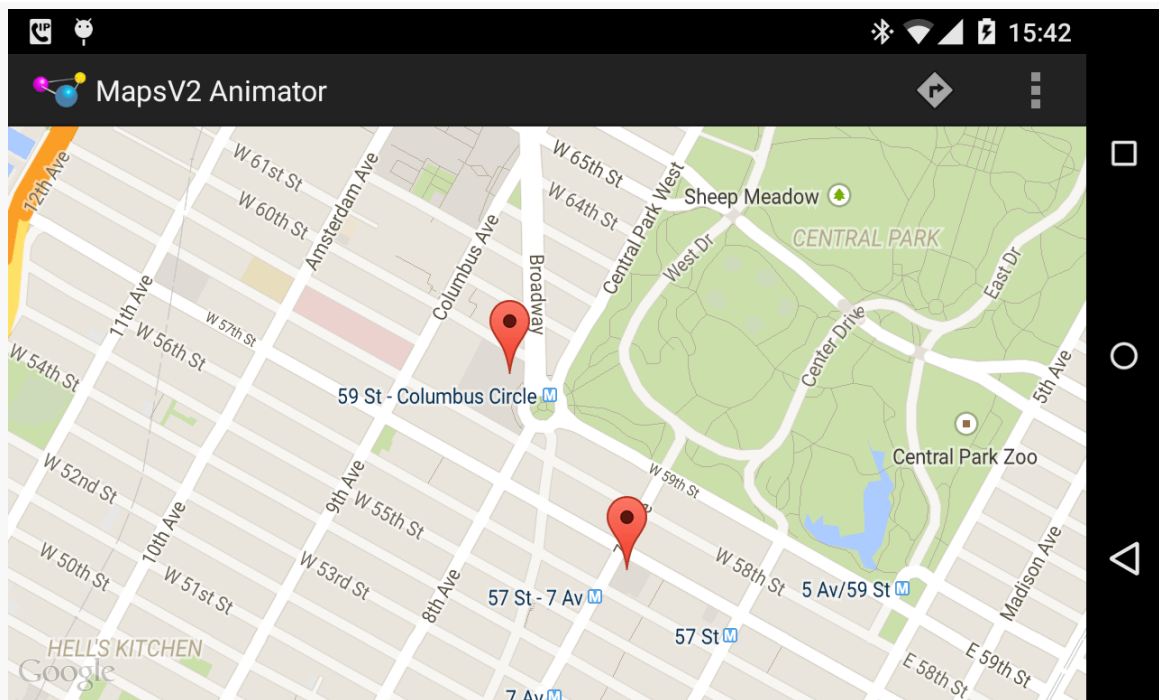 IP
15:42
MapsV2 Animator
12th Ave
W 61st St
W 60th St
Amsterdam Ave
W 65th St
W 64th St
Central Park West
Sheep Meadow
CENTRAL PARK
West Dr
East Dr
Columbus Ave
Broadway
11th Ave
W 57th St
W 56th St
W 54th St
Center Drive
5th Ave
59 St - Columbus Circle M
Central Park Zoo
W 52nd St
9th Ave
W 59th St
W 55th St
10th Ave
W 50th St
W 51st St
W 53rd St
8th Ave
W 58th St
Madison Ave
57 St - 7 Av M
5 Av/59 St M
57 St M
HELL'S KITCHEN
Google
E 58th St
E 59th St
7 Av M